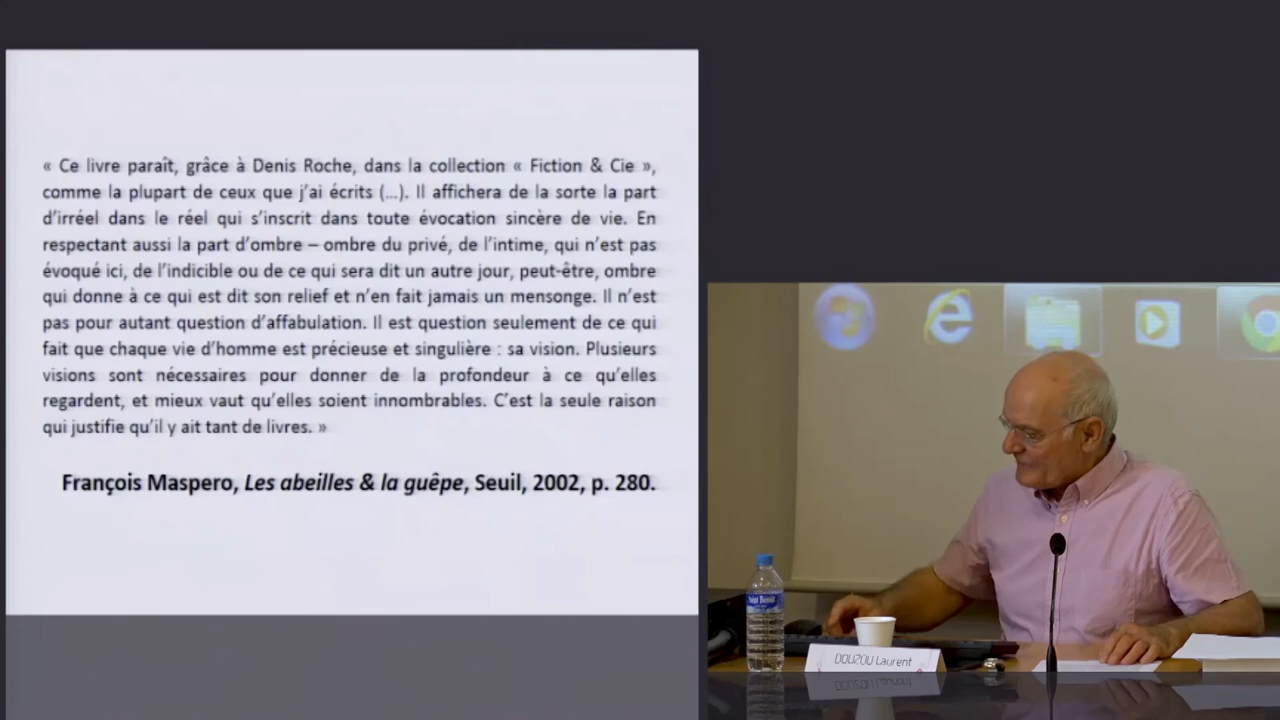 « Ce livre paraît, grâce à Denis Roche, dans la collection « Fiction & Cie »,
comme la plupart de ceux que j’ai écrits (…). Il affichera de la sorte la part
d’irréel dans le réel qui s’inscrit dans toute évocation sincère de vie. En
respectant aussi la part d’ombre – ombre du privé, de l’intime, qui n’est pas
évoqué ici, de l’indicible ou de ce qui sera dit un autre jour, peut-être, ombre
qui donne à ce qui est dit son relief et n’en fait jamais un mensonge. Il n’est
pas pour autant question d’affabulation. Il est question seulement de ce qui
fait que chaque vie d’homme est précieuse et singulière : sa vision. Plusieurs
visions sont nécessaires pour donner de la profondeur à ce qu’elles
regardent, et mieux vaut qu’elles soient innombrables. C’est la seule raison
qui justifie qu’il y ait tant de livres. »
François Maspero, Les abeilles & la guêpe, Seuil, 2002, p. 280.
DOUZOU Laurent